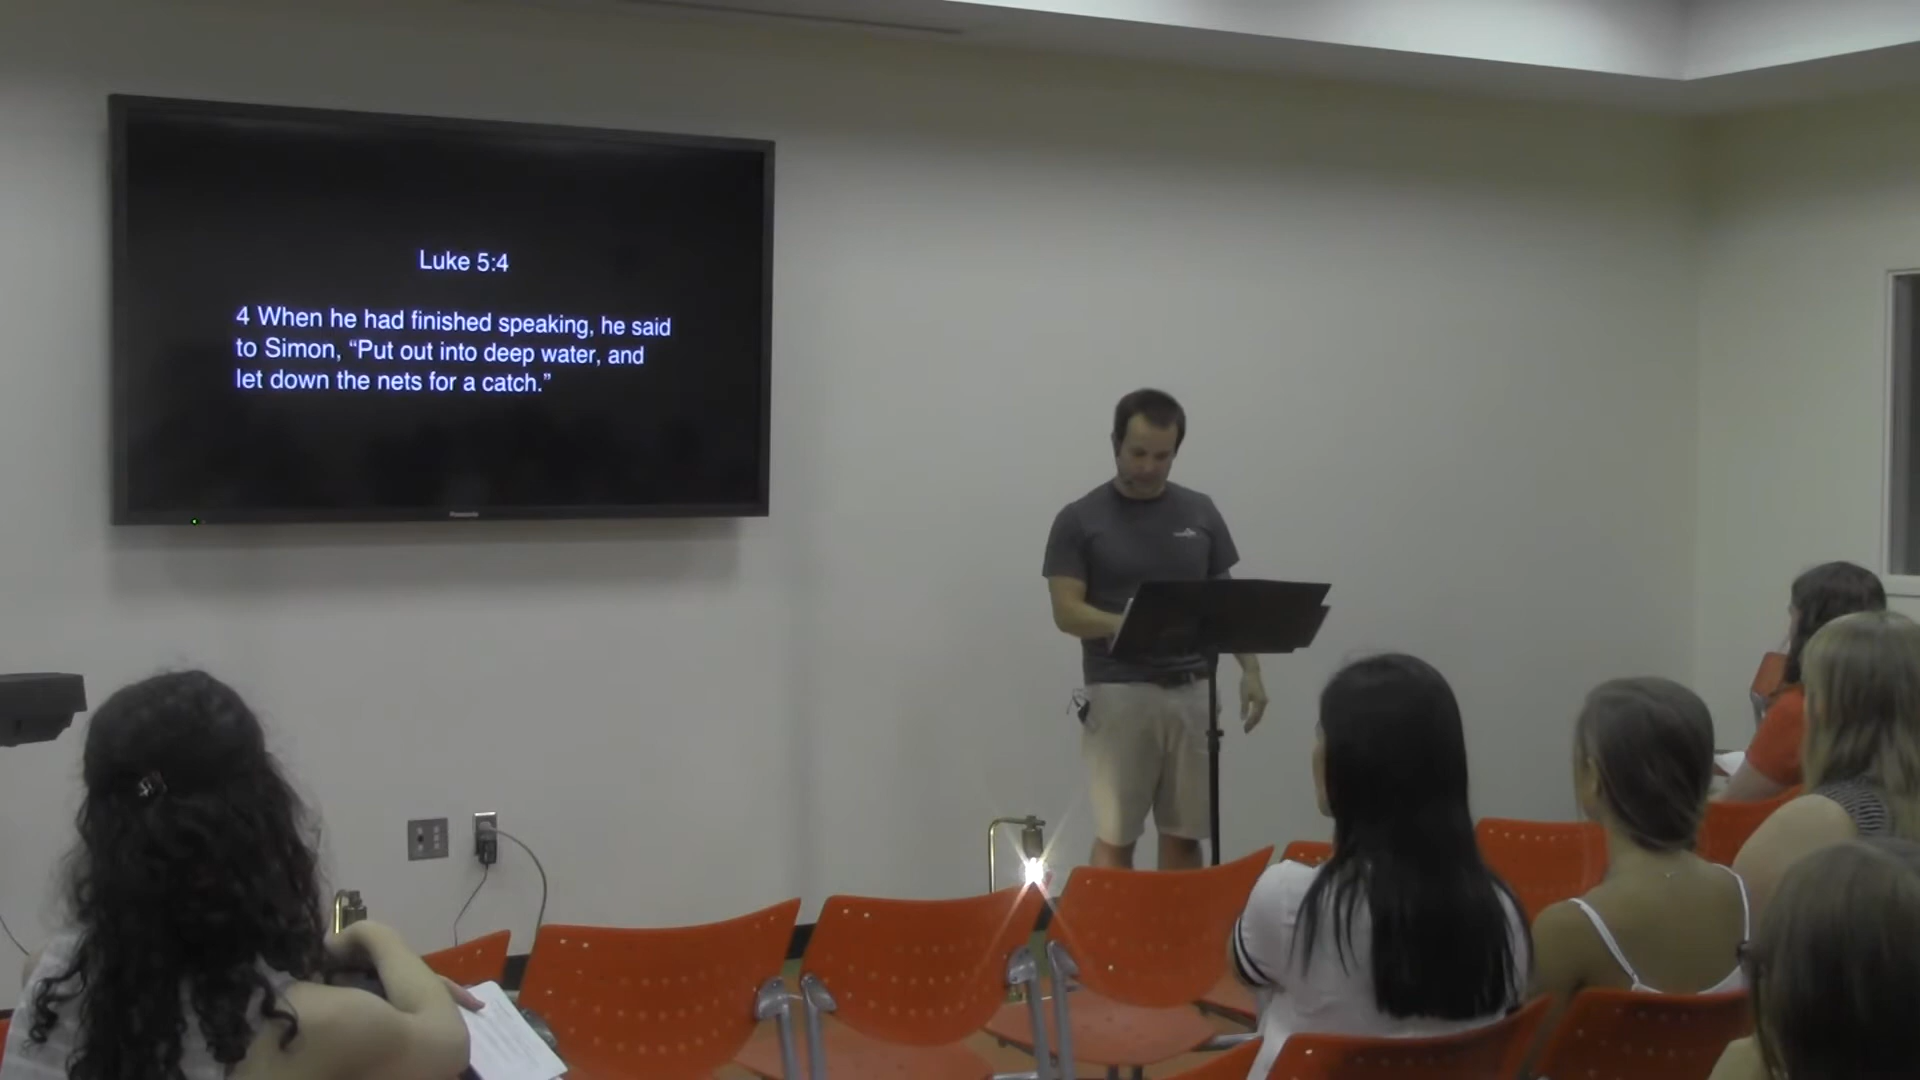 Luke 5:4
4 When he had finished speaking, he said
to Simon, “Put out into deep water, and
let down the nets for a catch.”
Panasonic